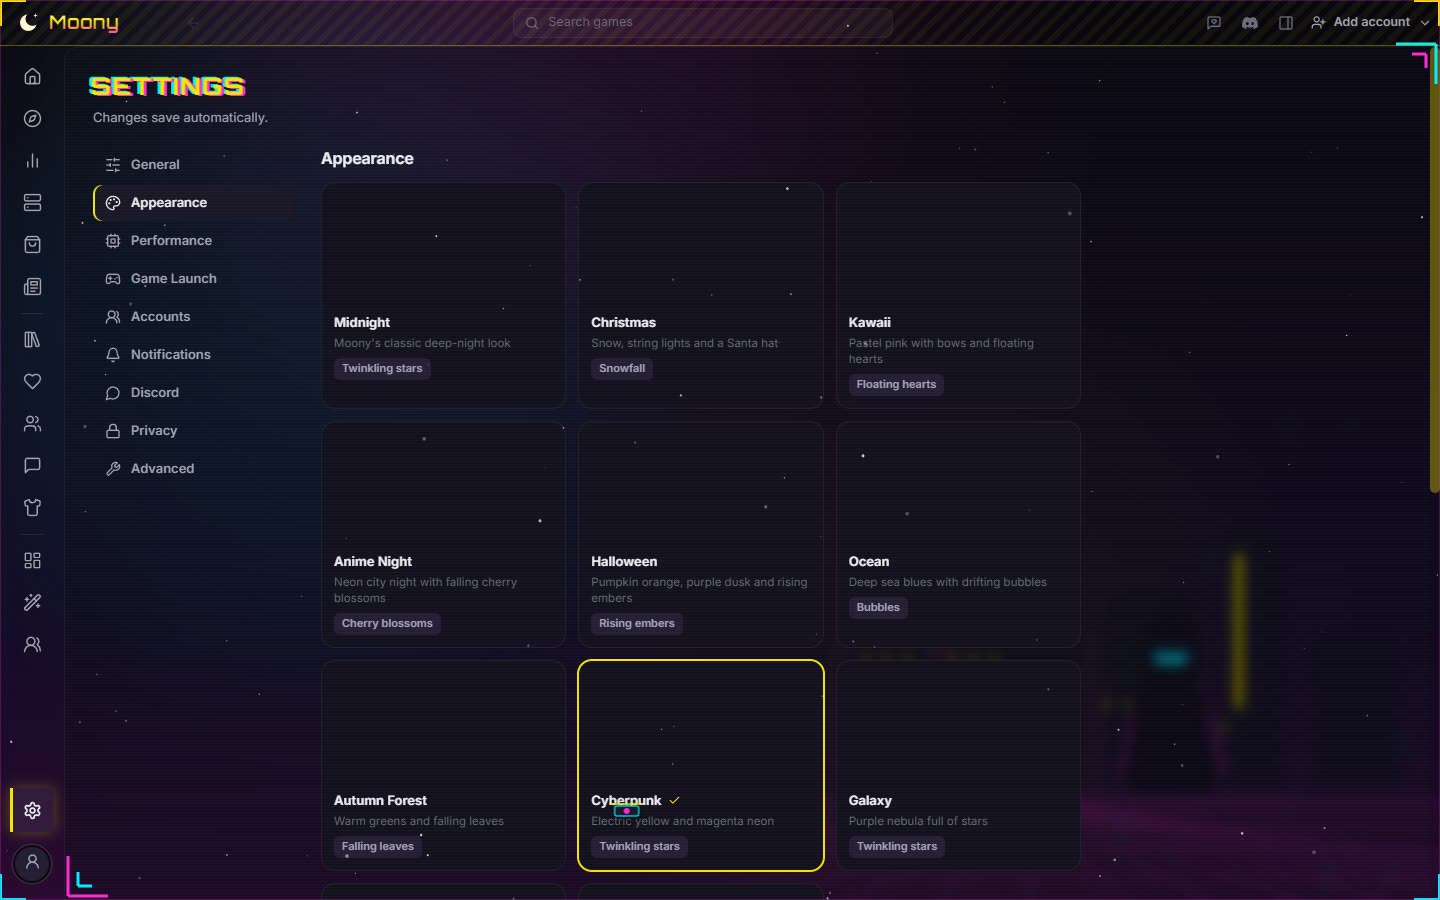 Moony
Search games
Add account
SETTINGS
Changes save automatically.
General
Appearance
Performance
Game Launch
Accounts
Notifications
Discord
Privacy
Advanced
Appearance
Midnight
Moony's classic deep-night look
Twinkling stars
Christmas
Snow, string lights and a Santa hat
Snowfall
Kawaii
Pastel pink with bows and floating
hearts
Floating hearts
Anime Night
Neon city night with falling cherry
blossoms
Cherry blossoms
Halloween
Pumpkin orange, purple dusk and rising
embers
Rising embers
Ocean
Deep sea blues with drifting bubbles
Bubbles
Autumn Forest
Warm greens and falling leaves
Falling leaves
Cyberpunk
Electric yellow and magenta neon
Twinkling stars
Galaxy
Purple nebula full of stars
Twinkling stars